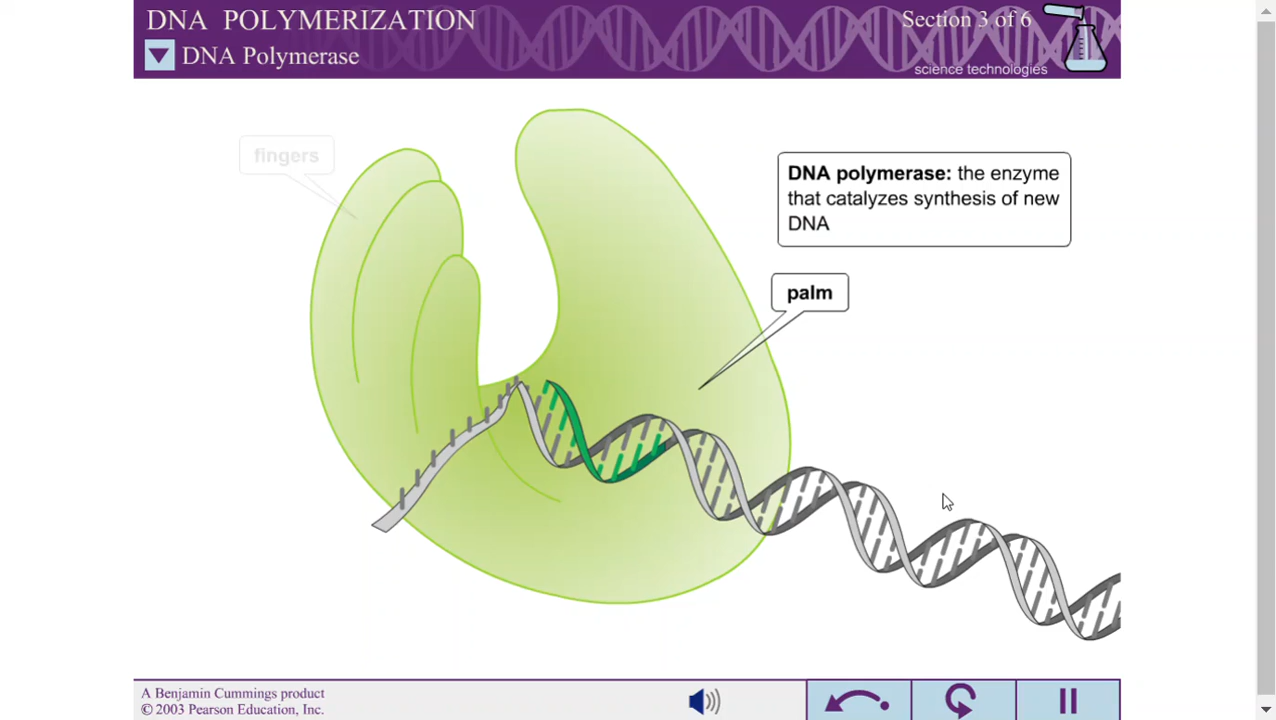 DNA POLYMERIZATION
Section 3 of 6
DNA Polymerase
science technologies
fingers
DNA polymerase: the enzyme
that catalyzes synthesis of new
DNA
palm
A Benjamin Cummings product
© 2003 Pearson Education, Inc.